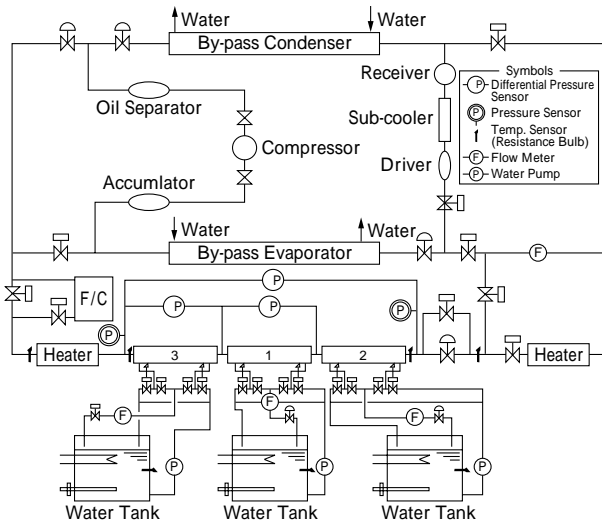 Water
Water
By-pass Condenser
Receiver
Symbols
P
Differential Pressure
Sensor
P
Pressure Sensor
Temp. Sensor
(Resistance Bulb)
F
Flow Meter
P
Water Pump
Oil Separator
Sub-cooler
Compressor
Driver
Accumlator
Water
Water
By-pass Evaporator
F
F/C
P
P
P
P
P
Heater
3
1
2
Heater
F
F
F
P
P
P
Water Tank
Water Tank
Water Tank